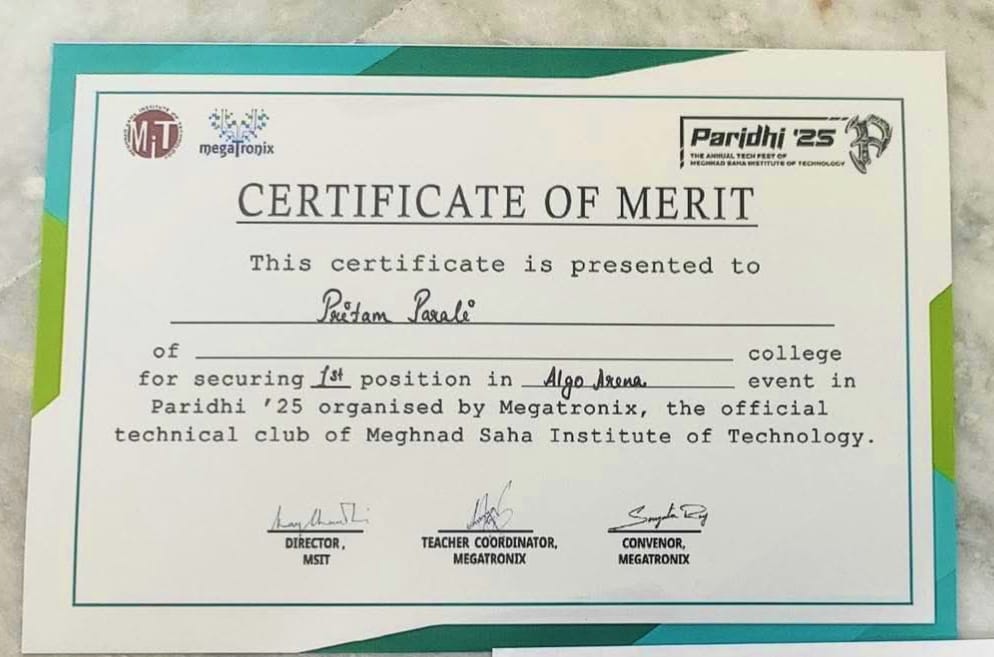 MSIT
megaTronix
Paridhi '25
THE ANNUAL TECH FEST OF
MEGHNAD SAHA INSTITUTE OF TECHNOLOGY
CERTIFICATE OF MERIT
This certificate is presented to
Pritam Parali
of college
for securing 1st position in Algo Arena event in
Paridhi '25 organised by Megatronix, the official
technical club of Meghnad Saha Institute of Technology.
DIRECTOR, TEACHER COORDINATOR, CONVENOR,
MSIT MEGATRONIX MEGATRONIX